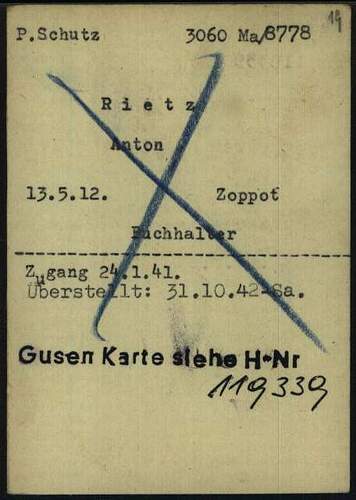 19
P.Schutz 3060 Ma/8778
Rietz
Anton
13.5.12. Zoppot
Buchhalter
Zugang 24.1.41.
Überstellt: 31.10.42-Sa.
Gusen Karte siehe H-Nr
119339